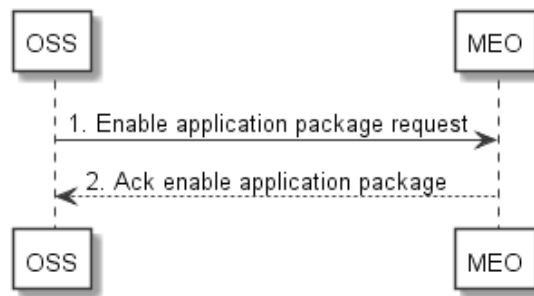 OSS
MEO
1. Enable application package request
2. Ack enable application package
OSS
MEO